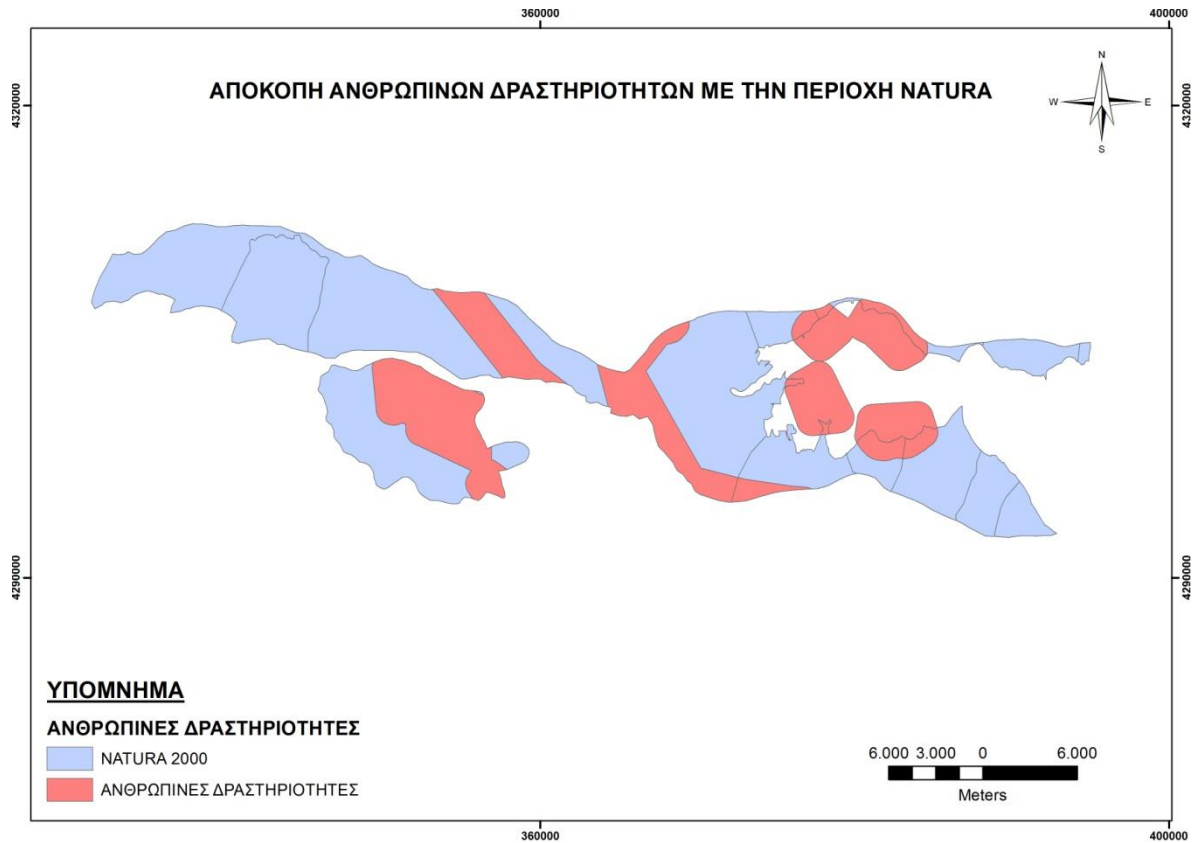 360000 400000
4320000 4320000
ΑΠΟΚΟΠΗ ΑΝΘΡΩΠΙΝΩΝ ΔΡΑΣΤΗΡΙΟΤΗΤΩΝ ΜΕ ΤΗΝ ΠΕΡΙΟΧΗ NATURA
N
W E
S
4290000 4290000
ΥΠΟΜΝΗΜΑ
ΑΝΘΡΩΠΙΝΕΣ ΔΡΑΣΤΗΡΙΟΤΗΤΕΣ
NATURA 2000
ΑΝΘΡΩΠΙΝΕΣ ΔΡΑΣΤΗΡΙΟΤΗΤΕΣ
6.000 3.000 0 6.000
Meters
360000 400000